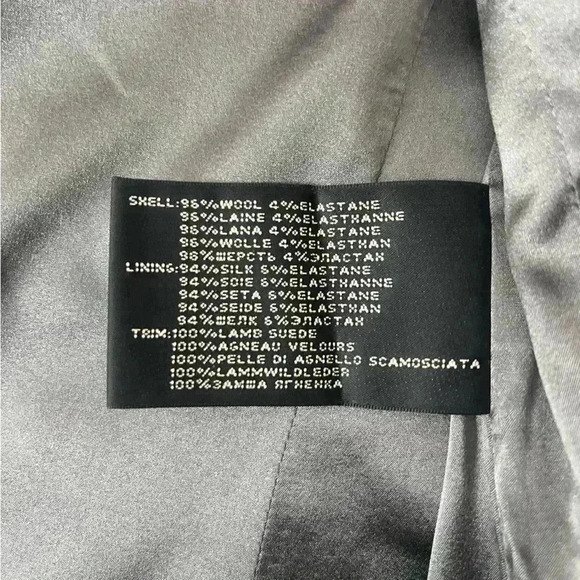 SHELL:96%WOOL 4%ELASTANE
96%LAINE 4%ELASTHANNE
96%LANA 4%ELASTANE
96%WOLLE 4%ELASTHAN
96%ШЕРСТЬ 4%ЭЛАСТАН
LINING:94%SILK 6%ELASTANE
94%SOIE 6%ELASTHANNE
94%SETA 6%ELASTANE
94%SEIDE 6%ELASTHAN
94%ШЕЛК 6%ЭЛАСТАН
TRIM:100%LAMB SUEDE
100%AGNEAU VELOURS
100%PELLE DI AGNELLO SCAMOSCIATA
100%LAMMWILDLEDER
100%ЗАМША ЯГНЕНКА